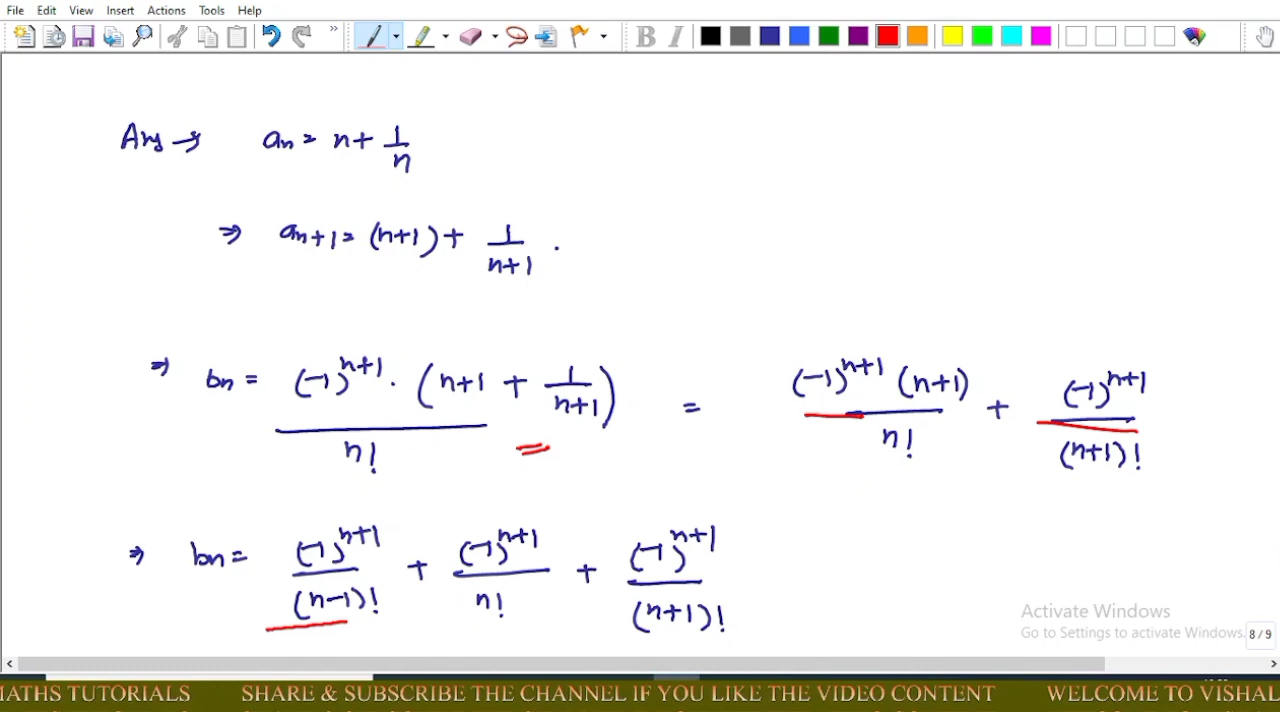 File Edit View Insert Actions Tools Help
» B I
Ans → an = n + 1/n
⇒ an+1 = (n+1) + 1/(n+1) .
⇒ bn = (-1)^(n+1) . (n+1 + 1/(n+1)) / n! = (-1)^(n+1) (n+1) / n! + (-1)^(n+1) / (n+1)!
⇒ bn = (-1)^(n+1) / (n-1)! + (-1)^(n+1) / n! + (-1)^(n+1) / (n+1)!
Activate Windows
Go to Settings to activate Windows.
8 / 9
MATHS TUTORIALS SHARE & SUBSCRIBE THE CHANNEL IF YOU LIKE THE VIDEO CONTENT WELCOME TO VISHAL